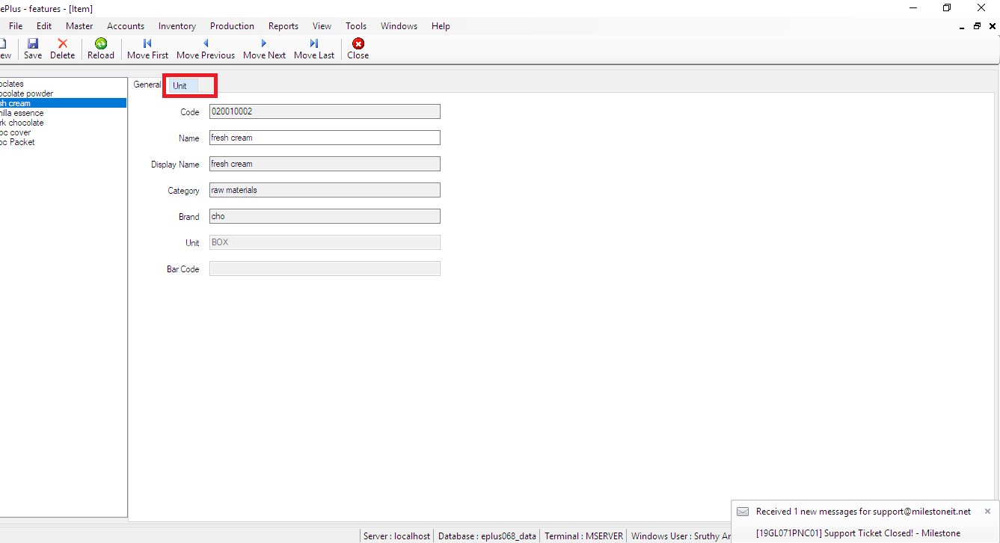 ePlus - features - [Item]
File Edit Master Accounts Inventory Production Reports View Tools Windows Help
ew Save Delete Reload Move First Move Previous Move Next Move Last Close
oclates
ocolate powder
sh cream
nilla essence
rk chocolate
oc cover
oc Packet
General Unit
Code 020010002
Name fresh cream
Display Name fresh cream
Category raw materials
Brand cho
Unit BOX
Bar Code
Received 1 new messages for support@milestoneit.net
[19GL071PNC01] Support Ticket Closed! - Milestone
Server : localhost Database : eplus068_data Terminal : MSERVER Windows User : Sruthy Ar